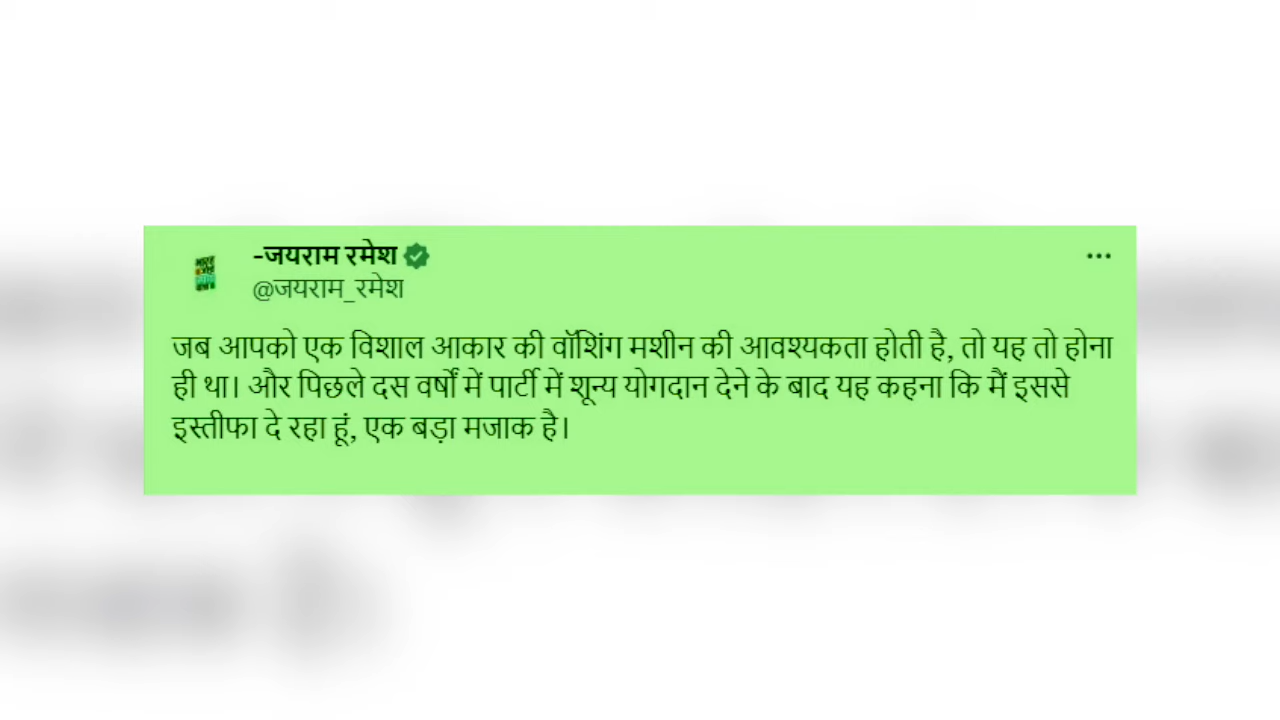 -जयराम रमेश
@जयराम_रमेश
जब आपको एक विशाल आकार की वॉशिंग मशीन की आवश्यकता होती है, तो यह तो होना
ही था। और पिछले दस वर्षों में पार्टी में शून्य योगदान देने के बाद यह कहना कि मैं इससे
इस्तीफा दे रहा हूं, एक बड़ा मजाक है।